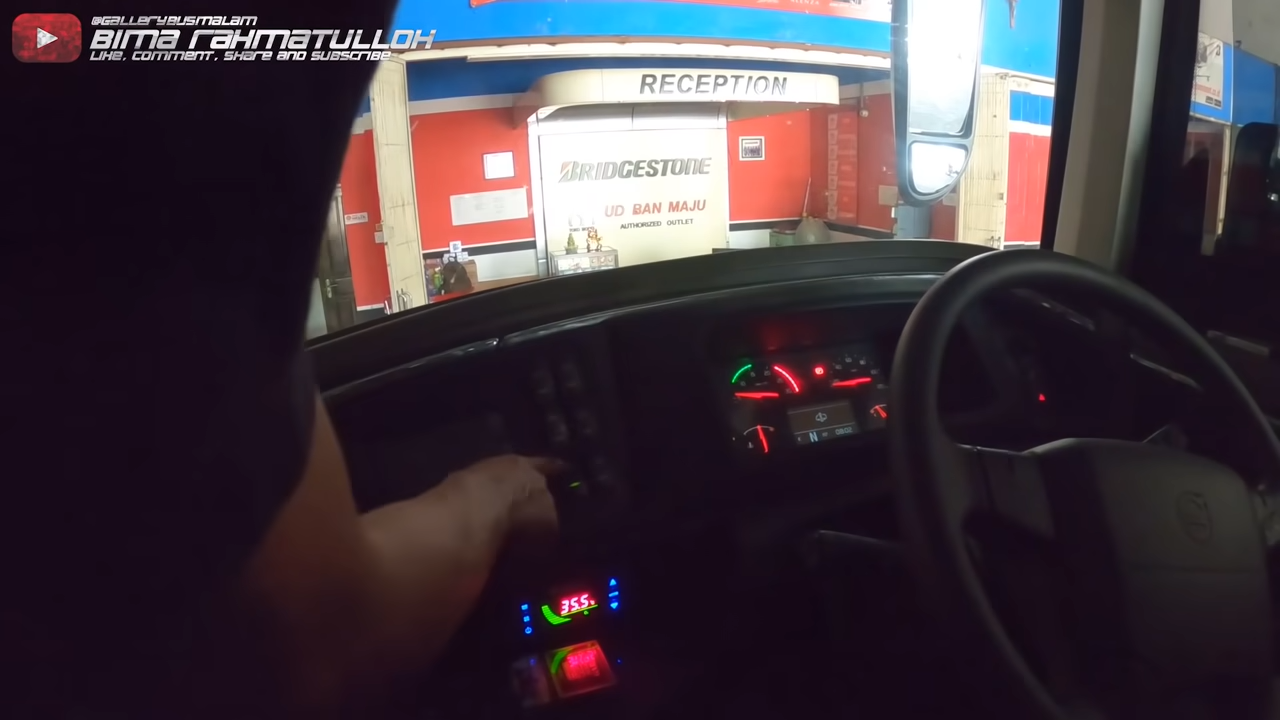 @GALLERYBUSMALAM
BIMA RAHMATULLOH
LIKE, COMMENT, SHARE AND SUBSCRIBE
RECEPTION
BRIDGESTONE
UD BAN MAJU
AUTHORIZED OUTLET
N
35.5